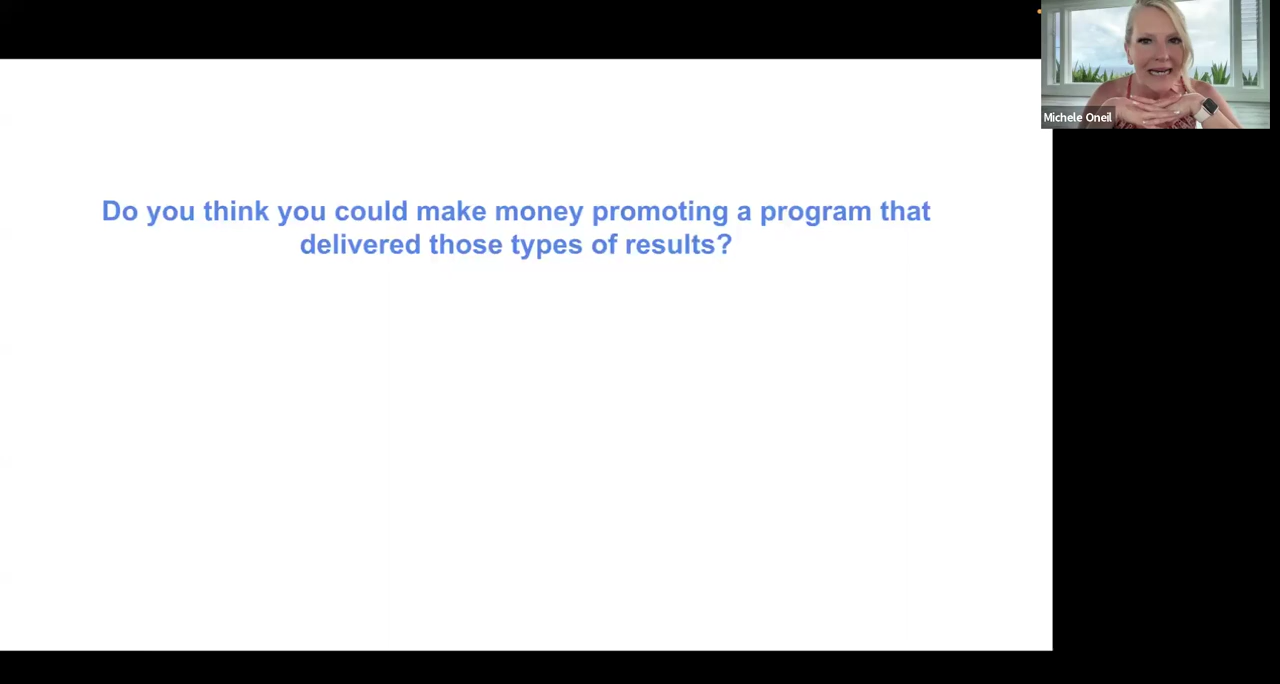 Do you think you could make money promoting a program that
delivered those types of results?
Michele Oneil